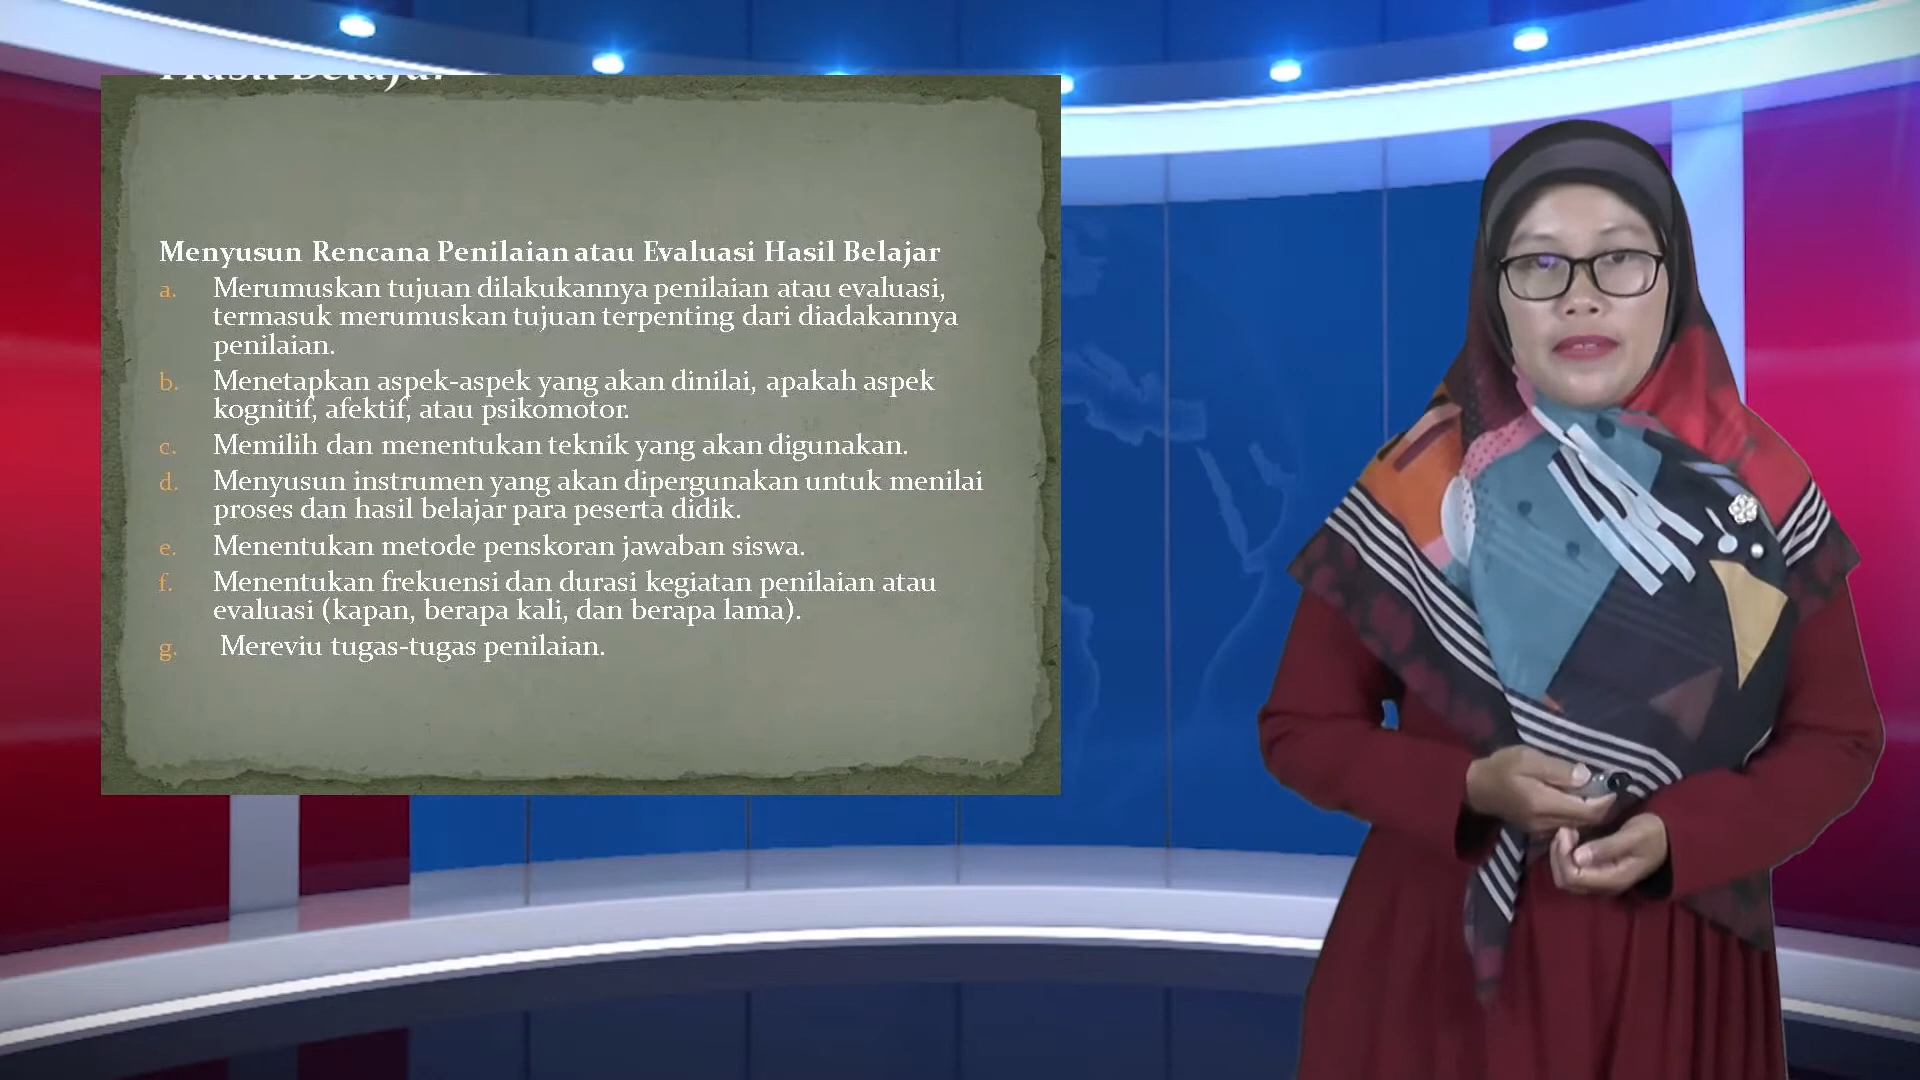 Hasil Belajar
Menyusun Rencana Penilaian atau Evaluasi Hasil Belajar
a. Merumuskan tujuan dilakukannya penilaian atau evaluasi,
termasuk merumuskan tujuan terpenting dari diadakannya
penilaian.
b. Menetapkan aspek-aspek yang akan dinilai, apakah aspek
kognitif, afektif, atau psikomotor.
c. Memilih dan menentukan teknik yang akan digunakan.
d. Menyusun instrumen yang akan dipergunakan untuk menilai
proses dan hasil belajar para peserta didik.
e. Menentukan metode penskoran jawaban siswa.
f. Menentukan frekuensi dan durasi kegiatan penilaian atau
evaluasi (kapan, berapa kali, dan berapa lama).
g. Mereviu tugas-tugas penilaian.